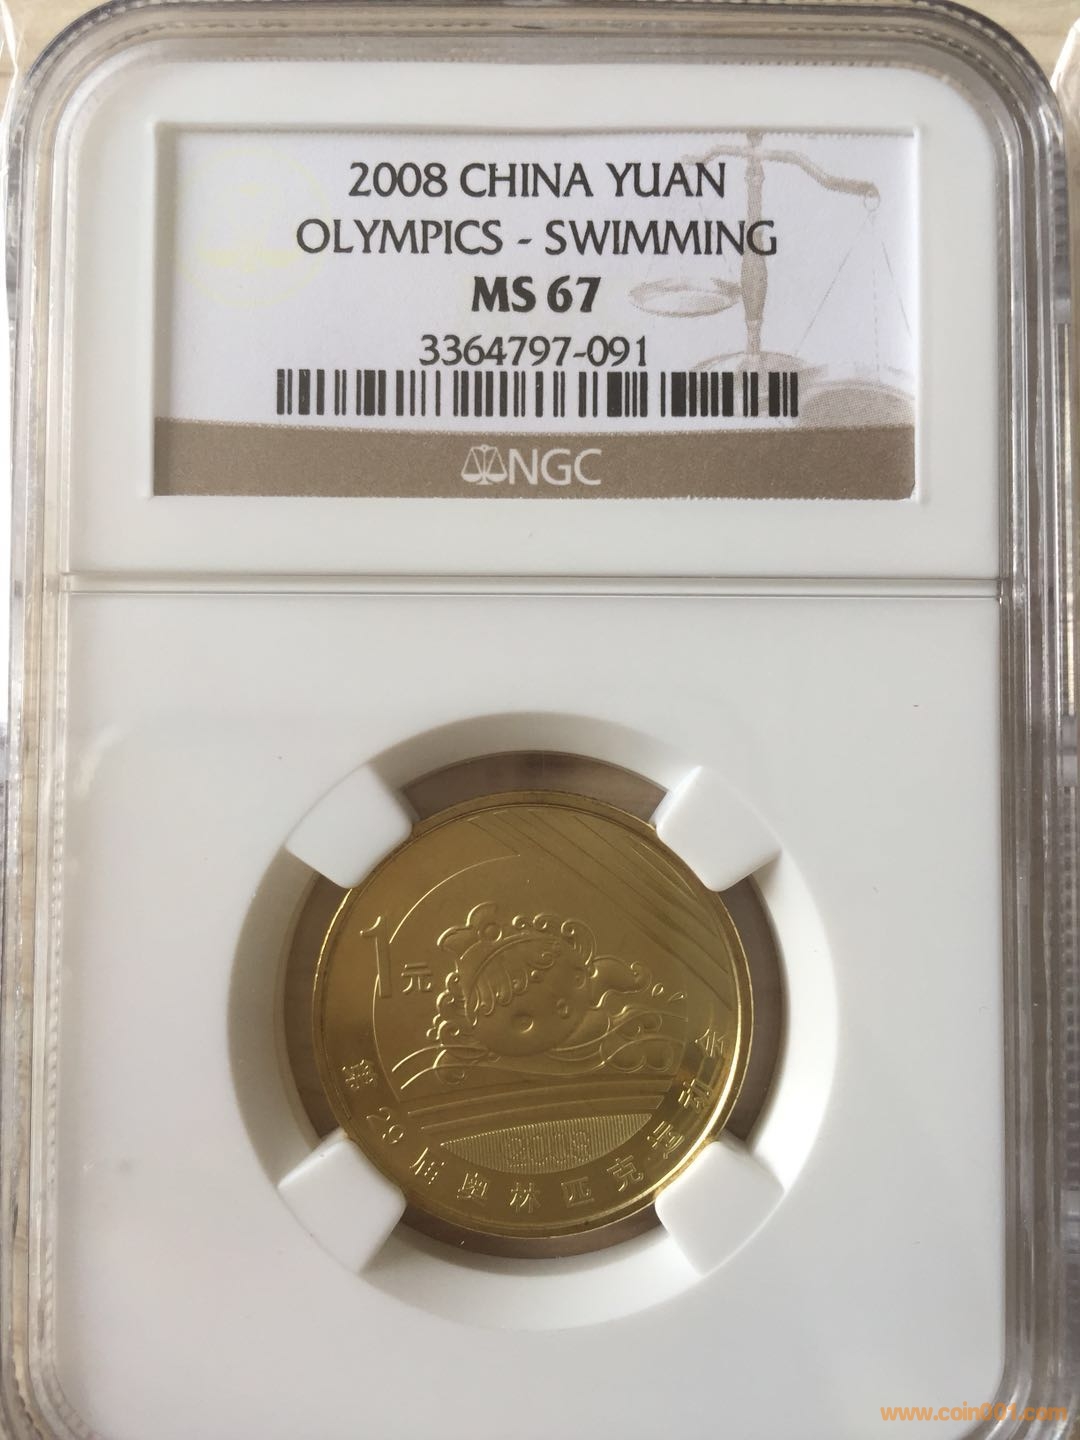 2008 CHINA YUAN
OLYMPICS - SWIMMING
MS 67
3364797-091
NGC
1元
2008
第29届奥林匹克运动会
www.coin001.com